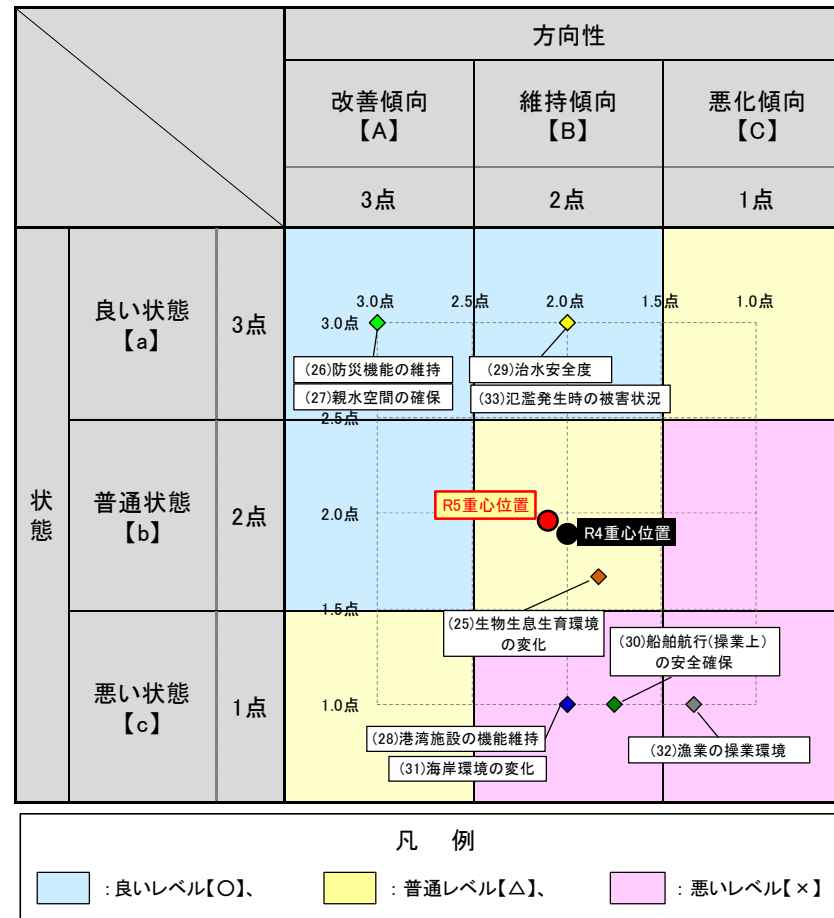 方向性
改善傾向
【A】
維持傾向
【B】
悪化傾向
【C】
3点
2点
1点
状態
良い状態
【a】
3点
普通状態
【b】
2点
悪い状態
【c】
1点
3.0点
2.5点
2.0点
1.5点
1.0点
3.0点
2.5点
2.0点
1.5点
1.0点
(26)防災機能の維持
(27)親水空間の確保
(29)治水安全度
(33)氾濫発生時の被害状況
R5重心位置
R4重心位置
(25)生物生息生育環境
の変化
(30)船舶航行(操業上)
の安全確保
(28)港湾施設の機能維持
(31)海岸環境の変化
(32)漁業の操業環境
凡 例
:良いレベル【○】、
:普通レベル【△】、
:悪いレベル【×】